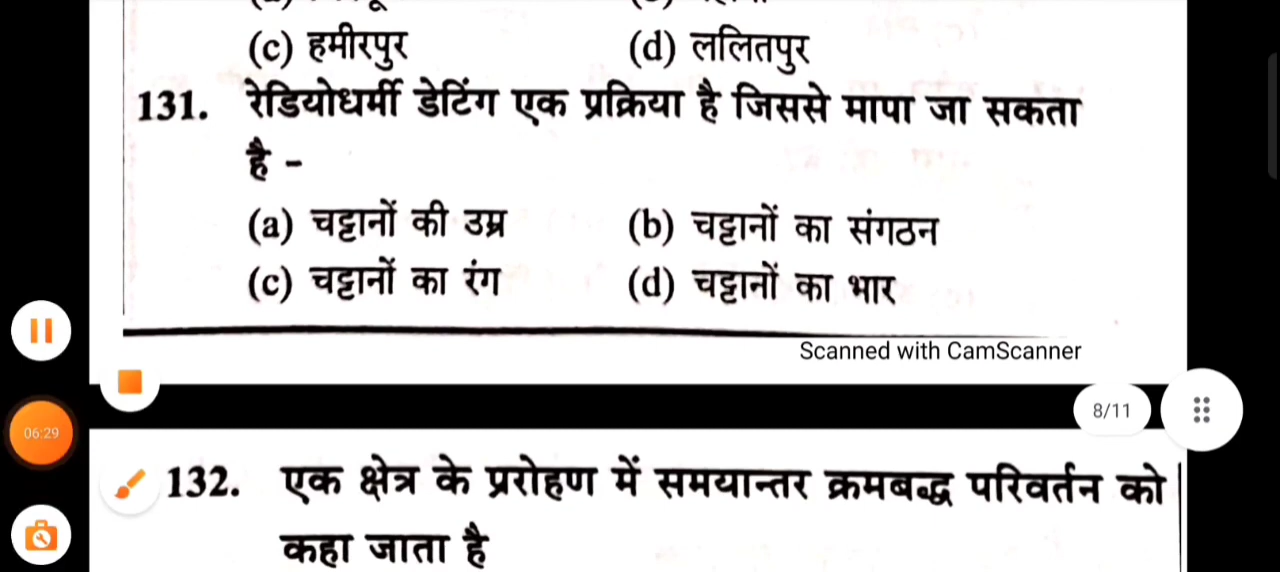 (c) हमीरपुर (d) ललितपुर
131. रेडियोधर्मी डेटिंग एक प्रक्रिया है जिससे मापा जा सकता
है -
(a) चट्टानों की उम्र (b) चट्टानों का संगठन
(c) चट्टानों का रंग (d) चट्टानों का भार
Scanned with CamScanner
8/11
06:29
132. एक क्षेत्र के प्ररोहण में समयान्तर क्रमबद्ध परिवर्तन को
कहा जाता है